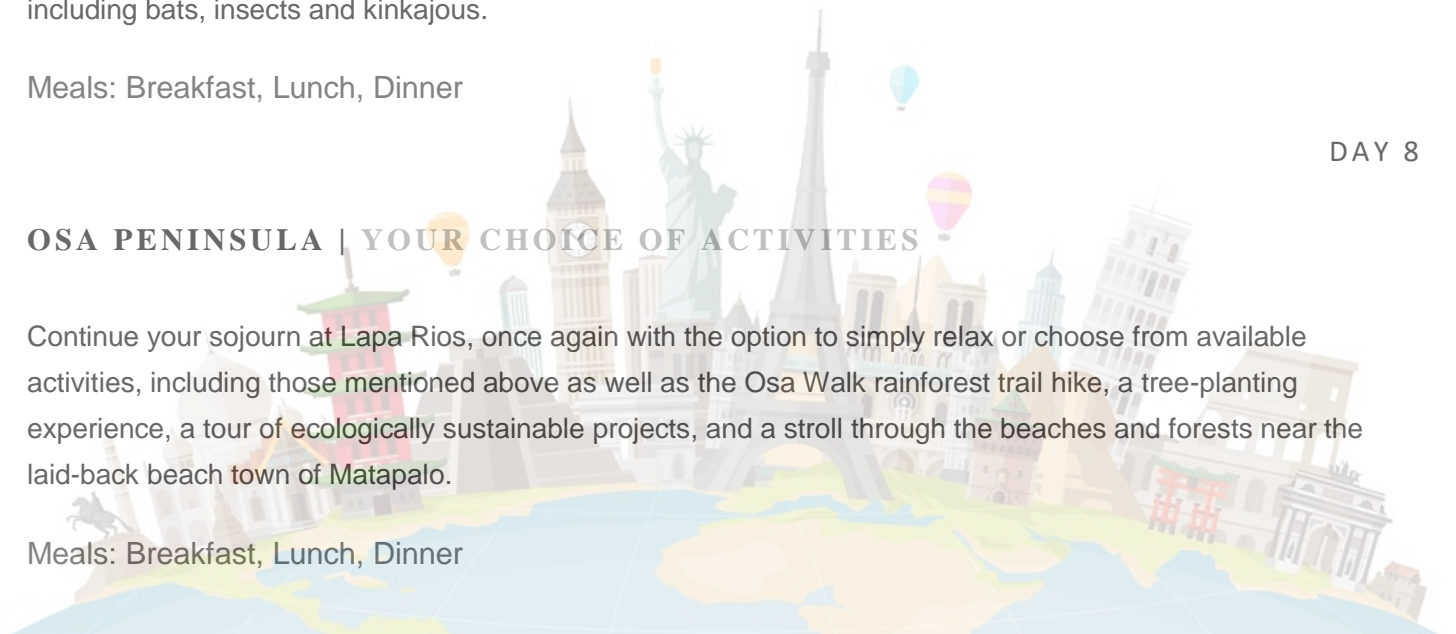 including bats, insects and kinkajous.
Meals: Breakfast, Lunch, Dinner
DAY 8
OSA PENINSULA | YOUR CHOICE OF ACTIVITIES
Continue your sojourn at Lapa Rios, once again with the option to simply relax or choose from available
activities, including those mentioned above as well as the Osa Walk rainforest trail hike, a tree-planting
experience, a tour of ecologically sustainable projects, and a stroll through the beaches and forests near the
laid-back beach town of Matapalo.
Meals: Breakfast, Lunch, Dinner